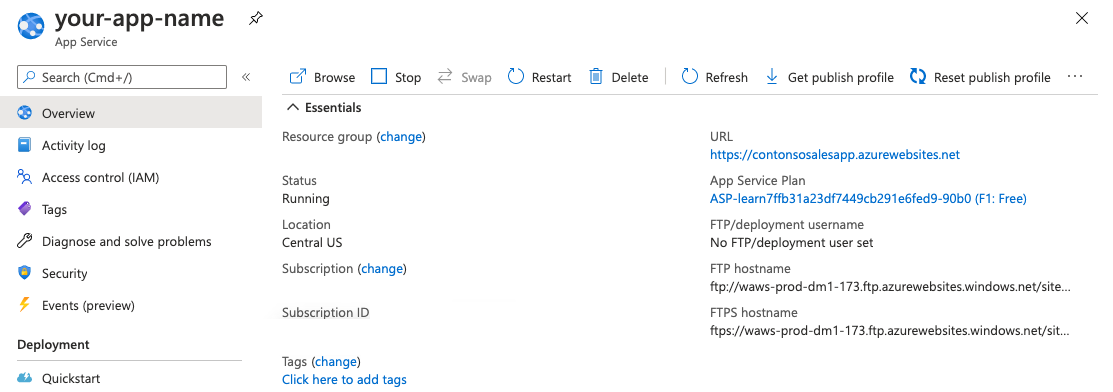 your-app-name
App Service
Search (Cmd+/)
«
Overview
Activity log
Access control (IAM)
Tags
Diagnose and solve problems
Security
Events (preview)
Deployment
Quickstart
Browse
Stop
Swap
Restart
Delete
Refresh
Get publish profile
Reset publish profile
...
Essentials
Resource group (change)
Status
Running
Location
Central US
Subscription (change)
Subscription ID
Tags (change)
Click here to add tags
URL
https://contonsosalesapp.azurewebsites.net
App Service Plan
ASP-learn7ffb31a23df7449cb291e6fed9-90b0 (F1: Free)
FTP/deployment username
No FTP/deployment user set
FTP hostname
ftp://waws-prod-dm1-173.ftp.azurewebsites.windows.net/site...
FTPS hostname
ftps://waws-prod-dm1-173.ftp.azurewebsites.windows.net/sit...